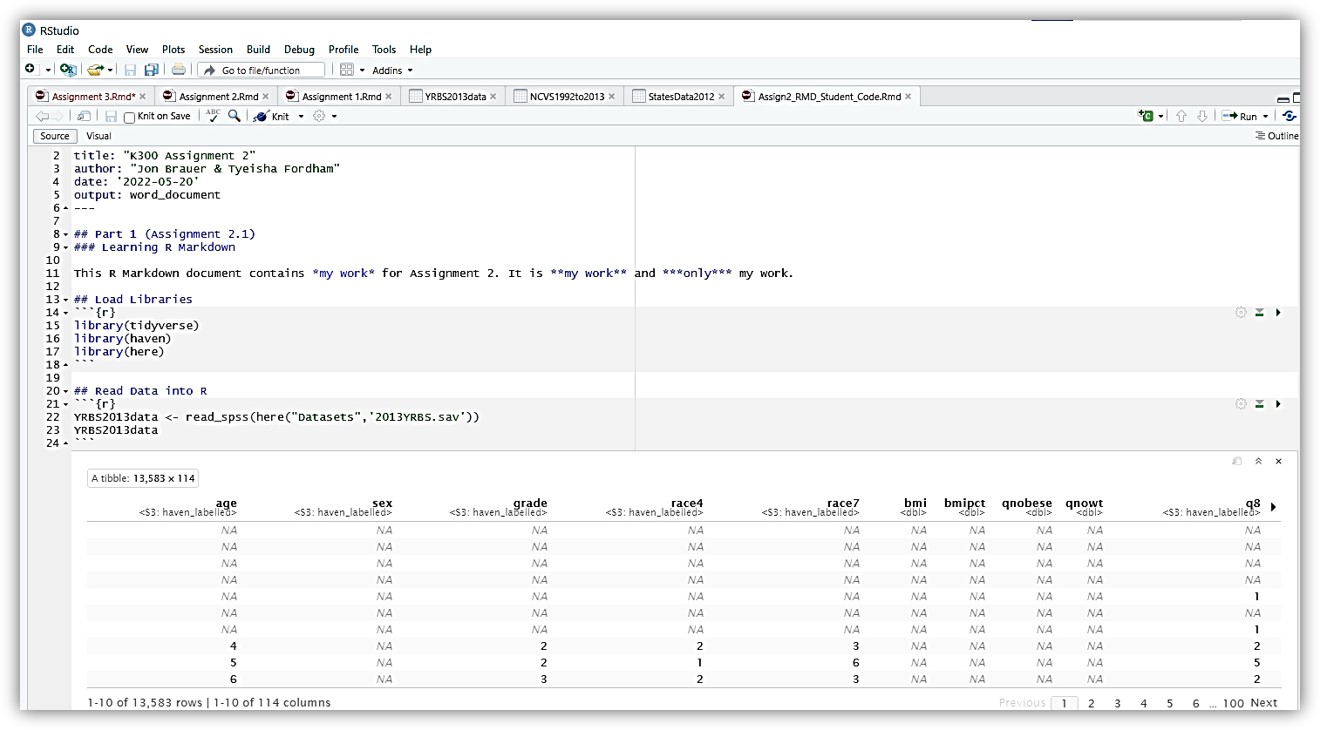 RStudio
File Edit Code View Plots Session Build Debug Profile Tools Help
Go to file/function Addins
Assignment 3.Rmd* Assignment 2.Rmd Assignment 1.Rmd YRBS2013data NCVS1992to2013 StatesData2012 Assign2_RMD_Student_Code.Rmd
Knit on Save ABC Knit Run
Source Visual Outline
2 title: "K300 Assignment 2"
3 author: "Jon Brauer & Tyeisha Fordham"
4 date: '2022-05-20'
5 output: word_document
6 ---
7
8 ## Part 1 (Assignment 2.1)
9 ### Learning R Markdown
10
11 This R Markdown document contains *my work* for Assignment 2. It is **my work** and ***only*** my work.
12
13 ## Load Libraries
14 ```{r}
15 library(tidyverse)
16 library(haven)
17 library(here)
18 ```
19
20 ## Read Data into R
21 ```{r}
22 YRBS2013data <- read_spss(here("Datasets",'2013YRBS.sav'))
23 YRBS2013data
24 ```
A tibble: 13,583 x 114
age sex grade race4 race7 bmi bmipct qnobese qnowt q8
<S3: haven_labelled> <S3: haven_labelled> <S3: haven_labelled> <S3: haven_labelled> <S3: haven_labelled> <dbl> <dbl> <dbl> <dbl> <S3: haven_labelled>
NA NA NA NA NA NA NA NA NA NA
NA NA NA NA NA NA NA NA NA NA
NA NA NA NA NA NA NA NA NA NA
NA NA NA NA NA NA NA NA NA NA
NA NA NA NA NA NA NA NA NA 1
NA NA NA NA NA NA NA NA NA NA
NA NA NA NA NA NA NA NA NA 1
4 NA 2 2 3 NA NA NA NA 2
5 NA 2 1 6 NA NA NA NA 5
6 NA 3 2 3 NA NA NA NA 2
1-10 of 13,583 rows | 1-10 of 114 columns Previous 1 2 3 4 5 6 ... 100 Next